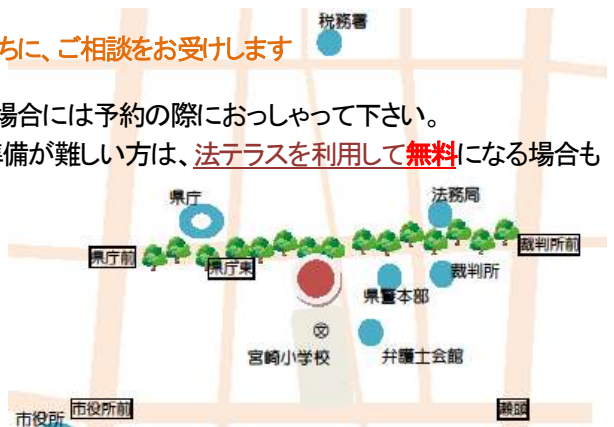 税務署
ちに、ご相談をお受けします
場合には予約の際におっしゃって下さい。
準備が難しい方は、法テラスを利用して無料になる場合も
県庁
法務局
県庁前
県庁東
裁判所前
裁判所
県警本部
文
宮崎小学校
弁護士会館
市役所
市役所前
瀬頭